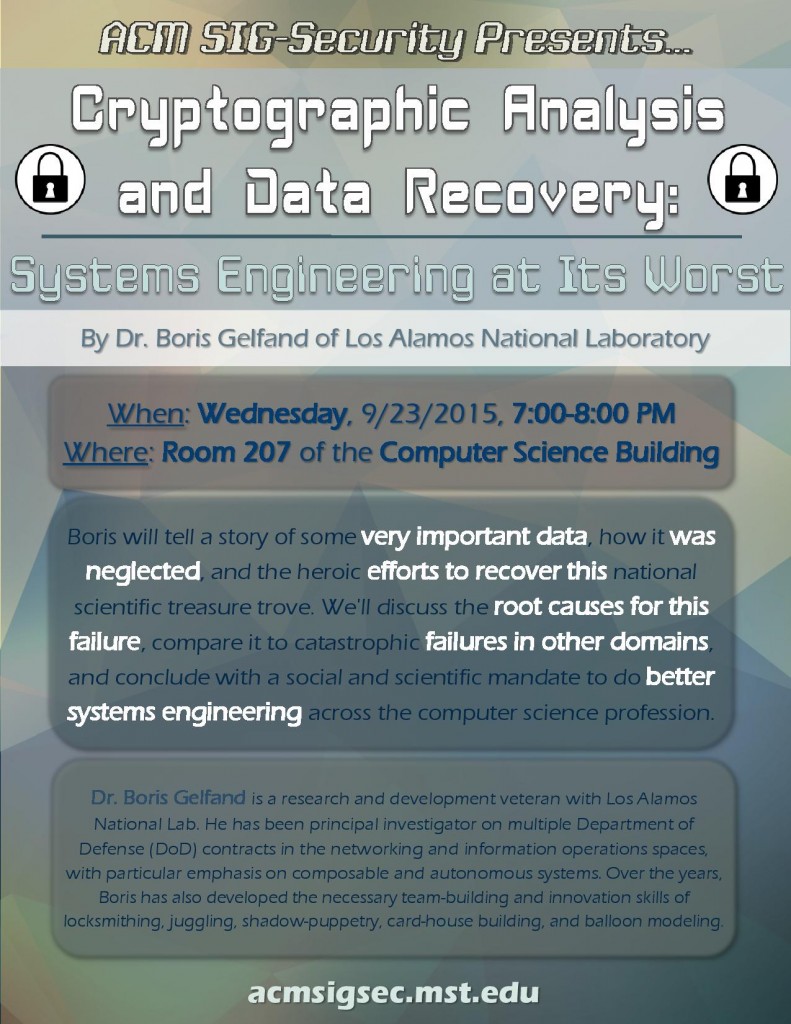 ACM SIG-Security Presents...
Cryptographic Analysis
and Data Recovery:
Systems Engineering at Its Worst
By Dr. Boris Gelfand of Los Alamos National Laboratory
When: Wednesday, 9/23/2015, 7:00-8:00 PM
Where: Room 207 of the Computer Science Building
Boris will tell a story of some very important data, how it was
neglected, and the heroic efforts to recover this national
scientific treasure trove. We'll discuss the root causes for this
failure, compare it to catastrophic failures in other domains,
and conclude with a social and scientific mandate to do better
systems engineering across the computer science profession.
Dr. Boris Gelfand is a research and development veteran with Los Alamos
National Lab. He has been principal investigator on multiple Department of
Defense (DoD) contracts in the networking and information operations spaces,
with particular emphasis on composable and autonomous systems. Over the years,
Boris has also developed the necessary team-building and innovation skills of
locksmithing, juggling, shadow-puppetry, card-house building, and balloon modeling.
acmsigsec.mst.edu